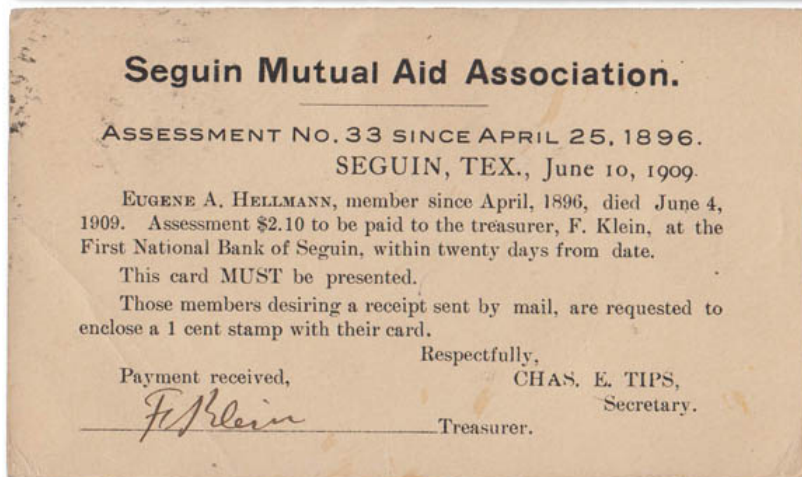 Seguin Mutual Aid Association.
ASSESSMENT NO. 33 SINCE APRIL 25, 1896.
SEGUIN, TEX., June 10, 1909.
EUGENE A. HELLMANN, member since April, 1896, died June 4,
1909. Assessment $2.10 to be paid to the treasurer, F. Klein, at the
First National Bank of Seguin, within twenty days from date.
This card MUST be presented.
Those members desiring a receipt sent by mail, are requested to
enclose a 1 cent stamp with their card.
Respectfully,
Payment received, CHAS. E. TIPS,
Secretary.
F. Klein Treasurer.